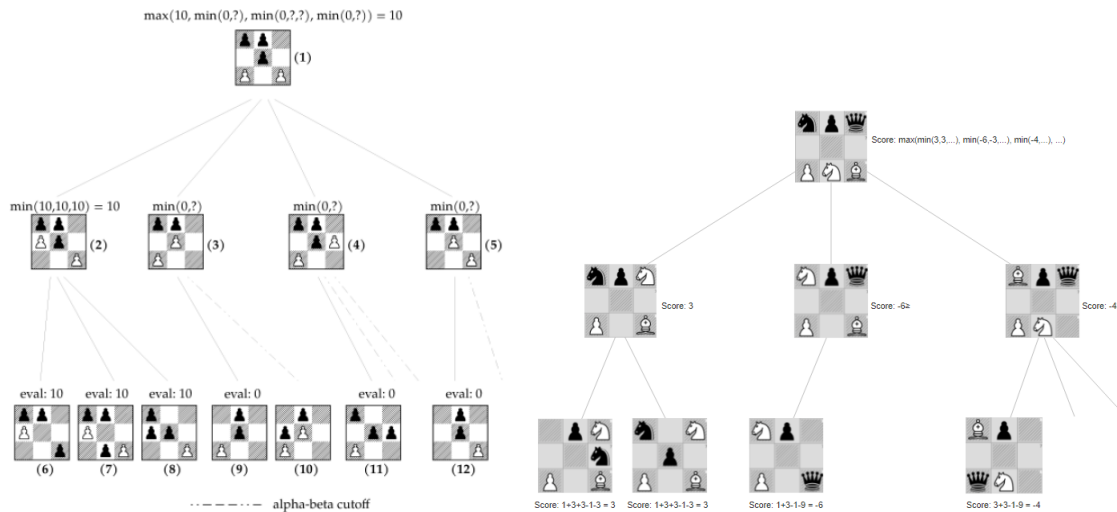 max(10, min(0,?), min(0,?,?), min(0,?)) = 10
(1)
min(10,10,10) = 10
(2)
min(0,?)
(3)
min(0,?)
(4)
min(0,?)
(5)
eval: 10
(6)
eval: 10
(7)
eval: 10
(8)
eval: 0
(9)
(10)
eval: 0
(11)
eval: 0
(12)
alpha-beta cutoff
Score: max(min(3,3,...), min(-6,-3,...), min(-4,...), ...)
Score: 3
Score: -6≥
Score: -4
Score: 1+3+3-1-3 = 3
Score: 1+3+3-1-3 = 3
Score: 1+3-1-9 = -6
Score: 3+3-1-9 = -4